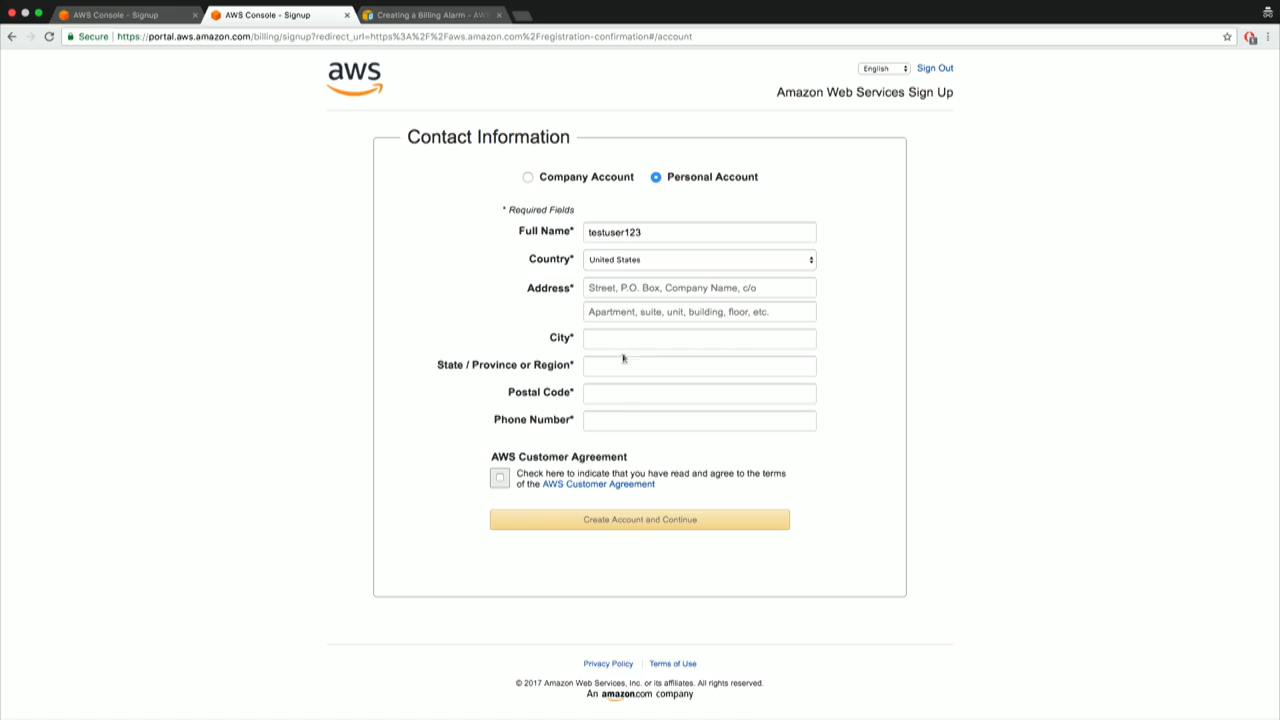 AWS Console - Signup
AWS Console - Signup
Creating a Billing Alarm - AWS
Secure https://portal.aws.amazon.com/billing/signup?redirect_url=https%3A%2F%2Faws.amazon.com%2Fregistration-confirmation#/account
aws
English
Sign Out
Amazon Web Services Sign Up
Contact Information
Company Account
Personal Account
* Required Fields
Full Name*
testuser123
Country*
United States
Address*
Street, P.O. Box, Company Name, c/o
Apartment, suite, unit, building, floor, etc.
City*
State / Province or Region*
Postal Code*
Phone Number*
AWS Customer Agreement
Check here to indicate that you have read and agree to the terms
of the AWS Customer Agreement
Create Account and Continue
Privacy Policy | Terms of Use
© 2017 Amazon Web Services, Inc. or its affiliates. All rights reserved.
An amazon.com company